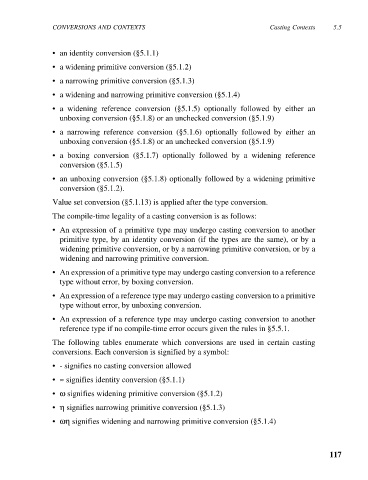 CONVERSIONS AND CONTEXTS Casting Contexts 5.5
• an identity conversion (§5.1.1)
• a widening primitive conversion (§5.1.2)
• a narrowing primitive conversion (§5.1.3)
• a widening and narrowing primitive conversion (§5.1.4)
• a widening reference conversion (§5.1.5) optionally followed by either an
unboxing conversion (§5.1.8) or an unchecked conversion (§5.1.9)
• a narrowing reference conversion (§5.1.6) optionally followed by either an
unboxing conversion (§5.1.8) or an unchecked conversion (§5.1.9)
• a boxing conversion (§5.1.7) optionally followed by a widening reference
conversion (§5.1.5)
• an unboxing conversion (§5.1.8) optionally followed by a widening primitive
conversion (§5.1.2).
Value set conversion (§5.1.13) is applied after the type conversion.
The compile-time legality of a casting conversion is as follows:
• An expression of a primitive type may undergo casting conversion to another
primitive type, by an identity conversion (if the types are the same), or by a
widening primitive conversion, or by a narrowing primitive conversion, or by a
widening and narrowing primitive conversion.
• An expression of a primitive type may undergo casting conversion to a reference
type without error, by boxing conversion.
• An expression of a reference type may undergo casting conversion to a primitive
type without error, by unboxing conversion.
• An expression of a reference type may undergo casting conversion to another
reference type if no compile-time error occurs given the rules in §5.5.1.
The following tables enumerate which conversions are used in certain casting
conversions. Each conversion is signified by a symbol:
• - signifies no casting conversion allowed
• ≈ signifies identity conversion (§5.1.1)
• ω signifies widening primitive conversion (§5.1.2)
• η signifies narrowing primitive conversion (§5.1.3)
• ωη signifies widening and narrowing primitive conversion (§5.1.4)
117